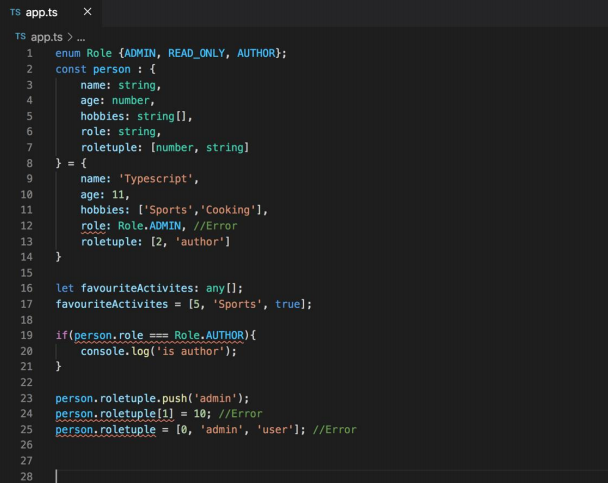 TS app.ts ×
TS app.ts > ...
1 enum Role {ADMIN, READ_ONLY, AUTHOR};
2 const person : {
3 name: string,
4 age: number,
5 hobbies: string[],
6 role: string,
7 roletuple: [number, string]
8 } = {
9 name: 'Typescript',
10 age: 11,
11 hobbies: ['Sports','Cooking'],
12 role: Role.ADMIN, //Error
13 roletuple: [2, 'author']
14 }
15
16 let favouriteActivites: any[];
17 favouriteActivites = [5, 'Sports', true];
18
19 if(person.role === Role.AUTHOR){
20 console.log('is author');
21 }
22
23 person.roletuple.push('admin');
24 person.roletuple[1] = 10; //Error
25 person.roletuple = [0, 'admin', 'user']; //Error
26
27
28